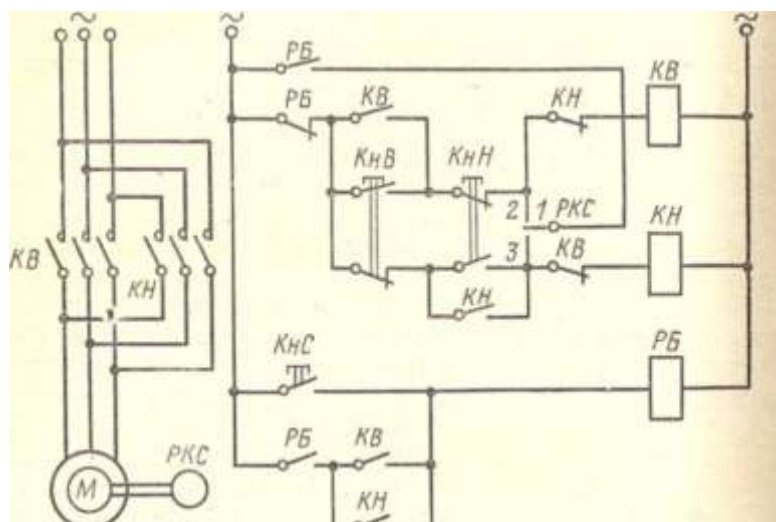 ~ ~ ~
РБ
РБ КВ КН КВ
КнВ КнН
2 1 РКС КН
КВ КН 3 КВ
КН
КнС РБ
РБ КВ
РКС
М
КН